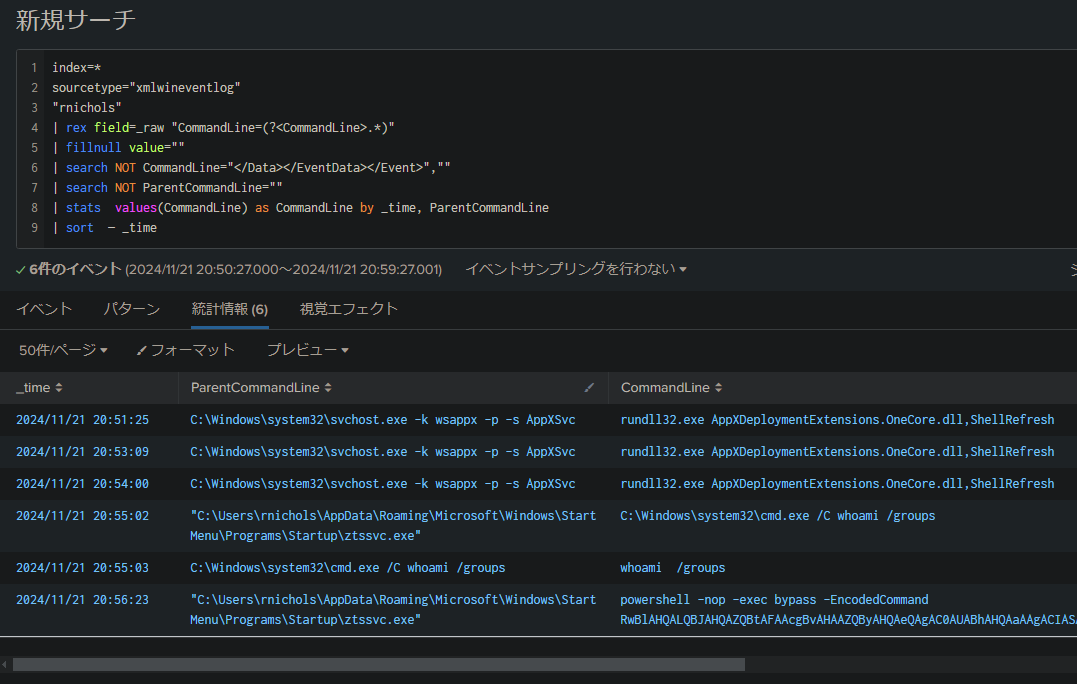 新規サーチ
1 index=*
2 sourcetype="xmlwineventlog"
3 "rnichols"
4 | rex field=_raw "CommandLine=(?<CommandLine>.*)"
5 | fillnull value=""
6 | search NOT CommandLine="</Data></EventData></Event>",""
7 | search NOT ParentCommandLine=""
8 | stats  values(CommandLine) as CommandLine by _time, ParentCommandLine
9 | sort  - _time
6件のイベント (2024/11/21 20:50:27.000～2024/11/21 20:59:27.001) イベントサンプリングを行わない
イベント パターン 統計情報 (6) 視覚エフェクト
50件/ページ フォーマット プレビュー
_time ParentCommandLine CommandLine
2024/11/21 20:51:25 C:\Windows\system32\svchost.exe -k wsappx -p -s AppXSvc rundll32.exe AppXDeploymentExtensions.OneCore.dll,ShellRefresh
2024/11/21 20:53:09 C:\Windows\system32\svchost.exe -k wsappx -p -s AppXSvc rundll32.exe AppXDeploymentExtensions.OneCore.dll,ShellRefresh
2024/11/21 20:54:00 C:\Windows\system32\svchost.exe -k wsappx -p -s AppXSvc rundll32.exe AppXDeploymentExtensions.OneCore.dll,ShellRefresh
2024/11/21 20:55:02 "C:\Users\rnichols\AppData\Roaming\Microsoft\Windows\Start C:\Windows\system32\cmd.exe /C whoami /groups
Menu\Programs\Startup\ztssvc.exe"
2024/11/21 20:55:03 C:\Windows\system32\cmd.exe /C whoami /groups whoami  /groups
2024/11/21 20:56:23 "C:\Users\rnichols\AppData\Roaming\Microsoft\Windows\Start powershell -nop -exec bypass -EncodedCommand
Menu\Programs\Startup\ztssvc.exe" RwBlAHQALQBJAHQAZQBtAFAAcgBvAHAAZQByAHQAeQAgAC0AUABhAHQAaAAgACIASA